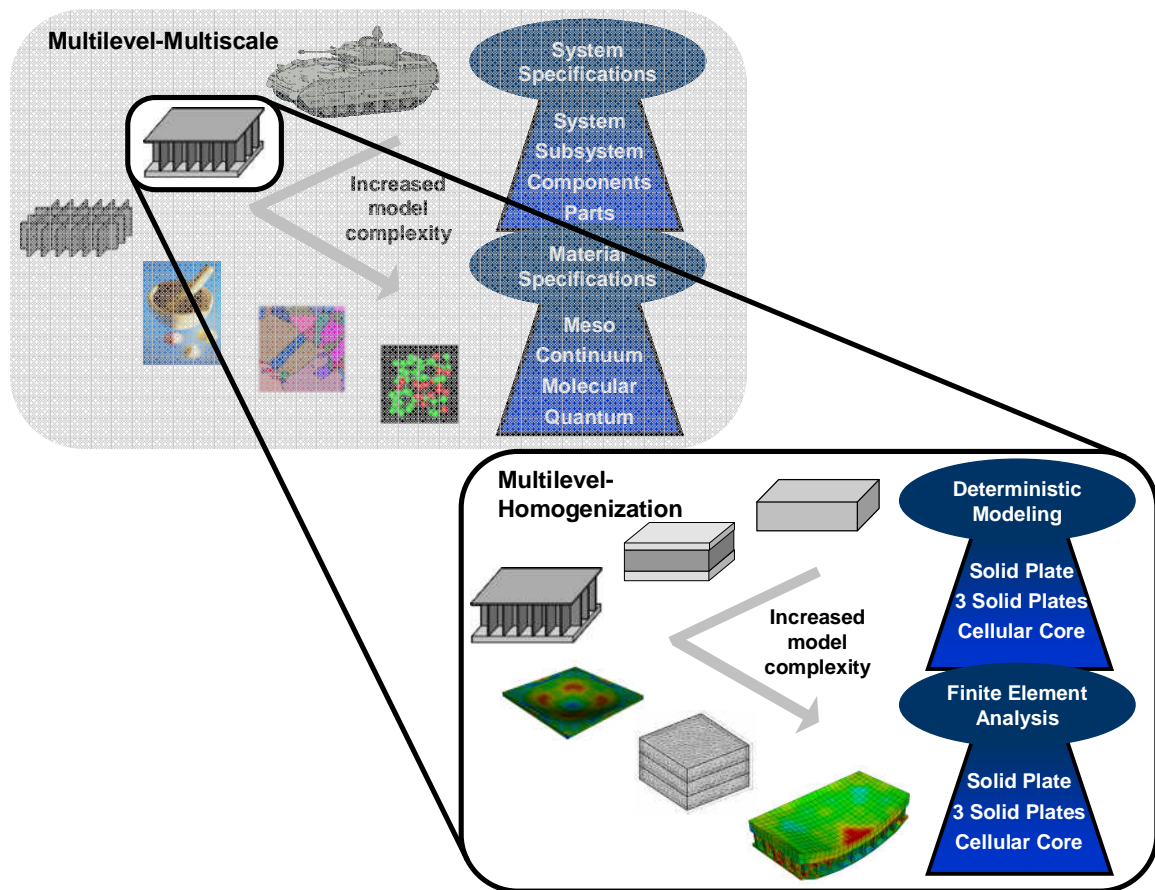 Multilevel-Multiscale
System
Specifications
System
Subsystem
Components
Parts
Increased
model
complexity
Material
Specifications
Meso
Continuum
Molecular
Quantum
Multilevel-
Homogenization
Deterministic
Modeling
Solid Plate
3 Solid Plates
Cellular Core
Increased
model
complexity
Finite Element
Analysis
Solid Plate
3 Solid Plates
Cellular Core